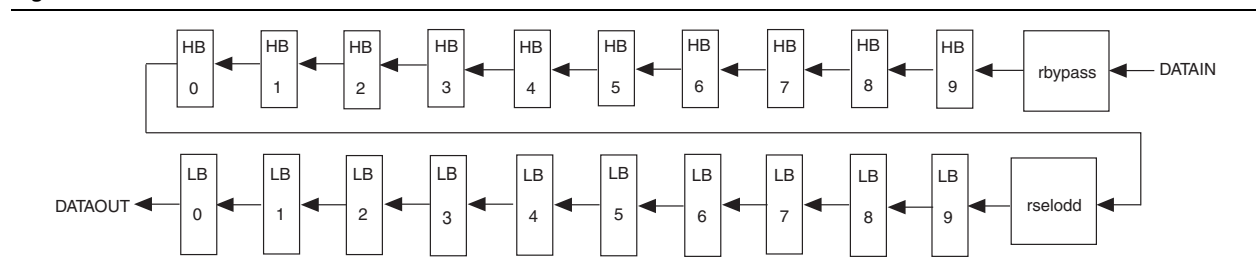 HB 0
HB 1
HB 2
HB 3
HB 4
HB 5
HB 6
HB 7
HB 8
HB 9
rbypass
DATAIN
DATAOUT
LB 0
LB 1
LB 2
LB 3
LB 4
LB 5
LB 6
LB 7
LB 8
LB 9
rselodd